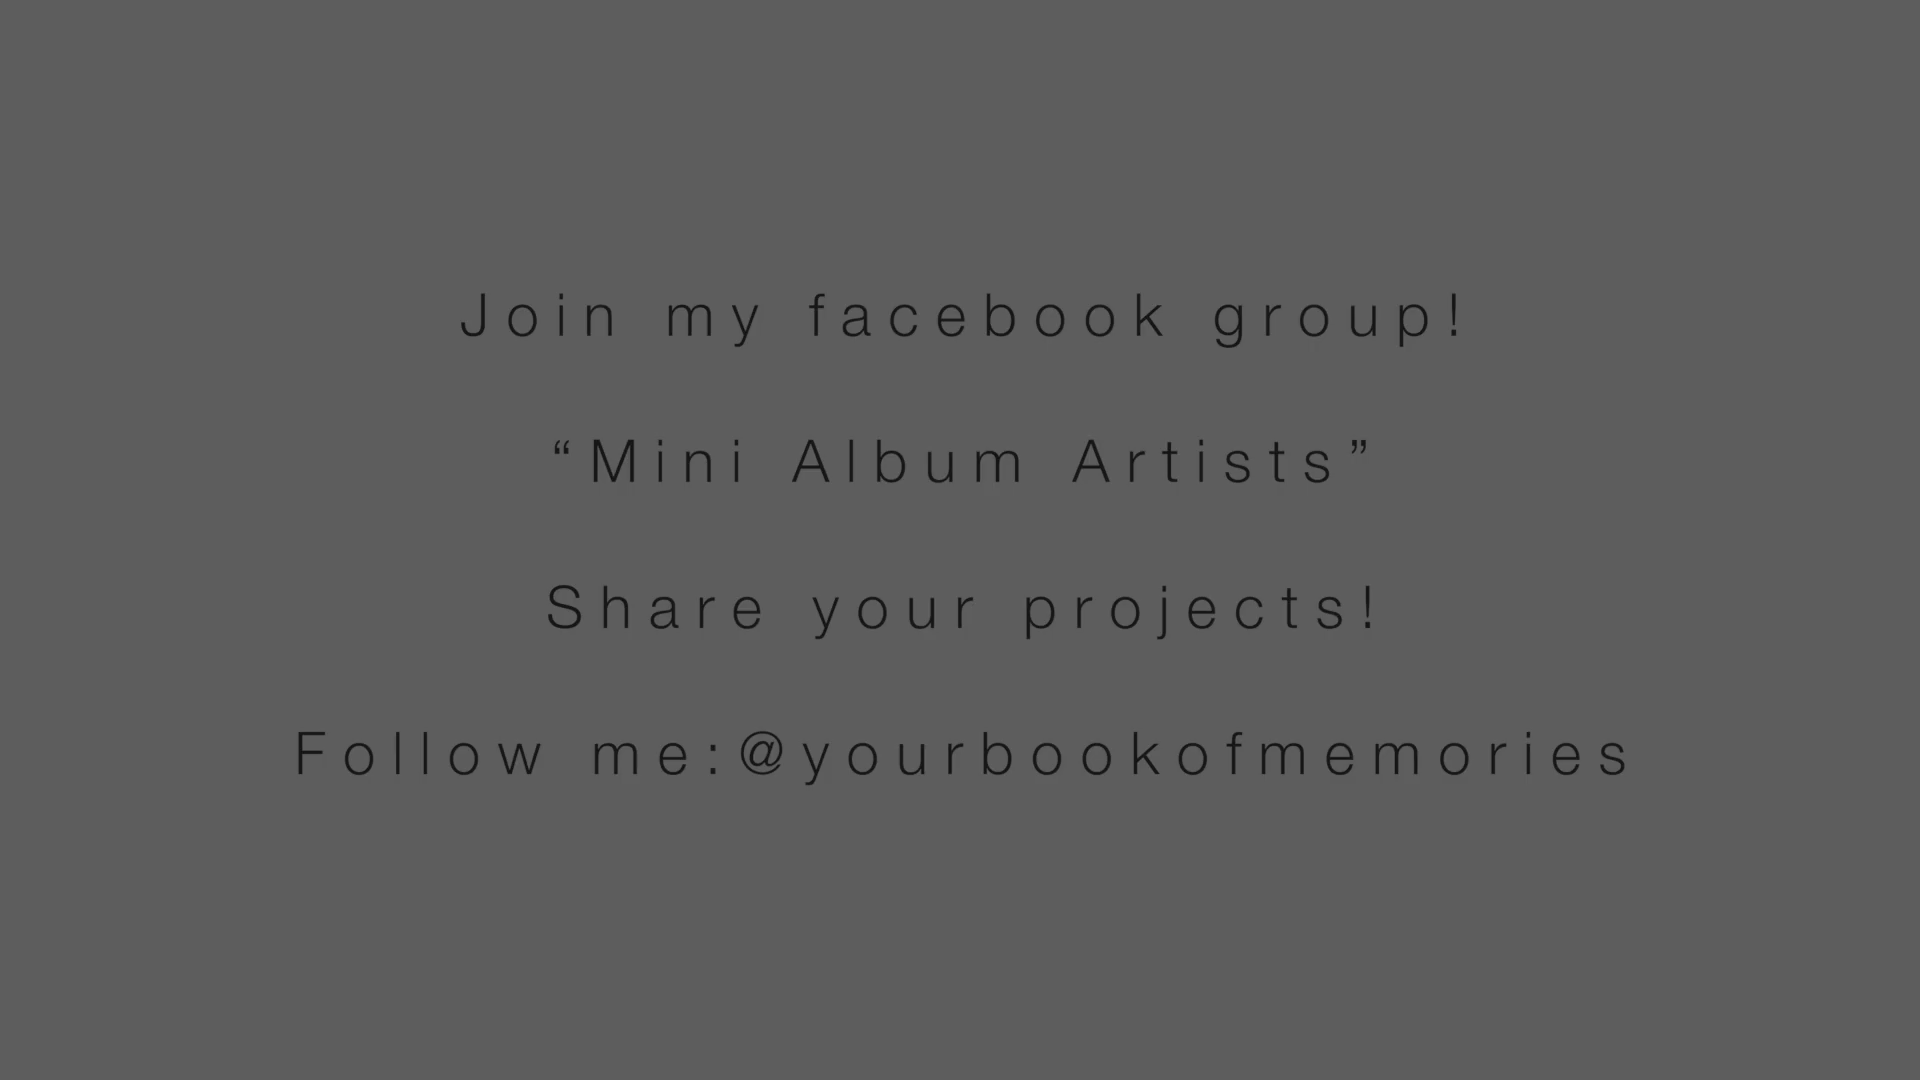 Join my facebook group!
“Mini Album Artists”
Share your projects!
Follow me:@yourbookofmemories